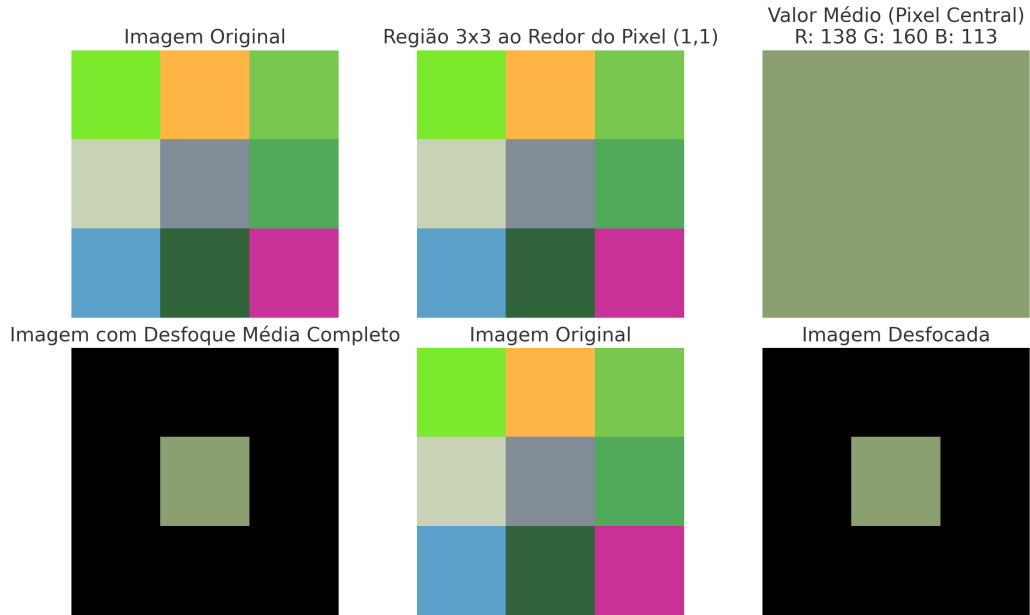 Imagem Original
Região 3x3 ao Redor do Pixel (1,1)
Valor Médio (Pixel Central)
R: 138 G: 160 B: 113
Imagem com Desfoque Média Completo
Imagem Original
Imagem Desfocada